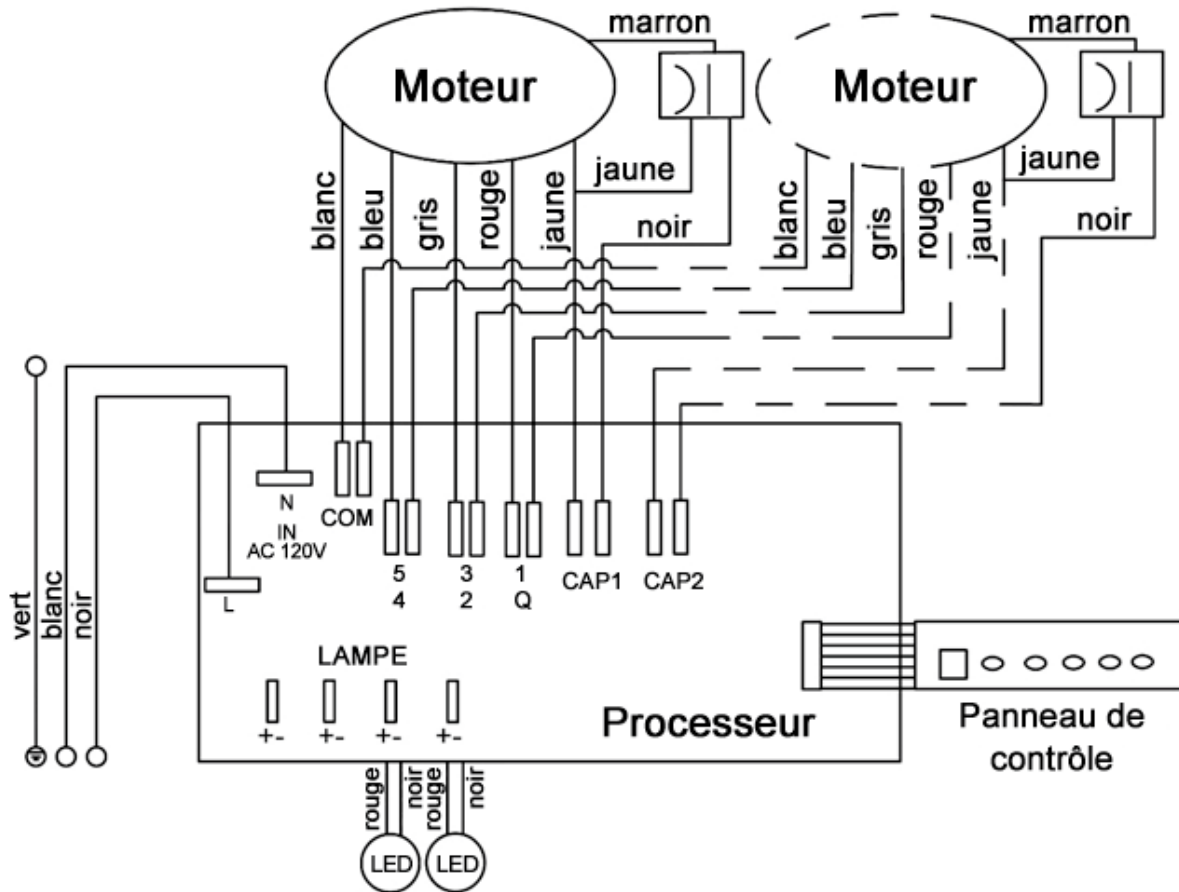 marron
marron
Moteur
Moteur
jaune
jaune
blanc
bleu
gris
rouge
jaune
noir
blanc
bleu
gris
rouge
jaune
noir
N
IN
AC 120V
COM
L
5
4
3
2
1
Q
CAP1
CAP2
vert
blanc
noir
LAMPE
+-
+-
+-
+-
Processeur
Panneau de
contrôle
rouge
noir
rouge
noir
LED
LED